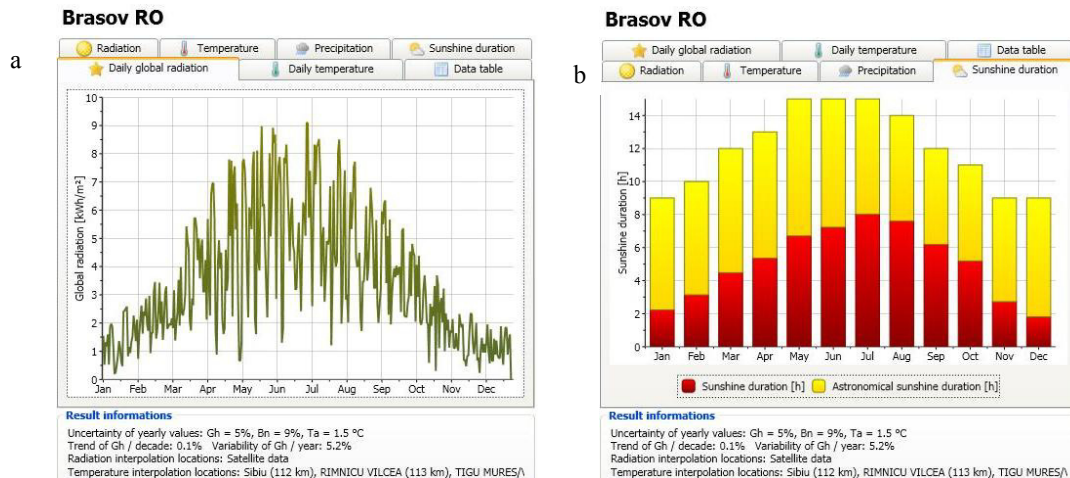 a
Brasov RO
Radiation
Temperature
Precipitation
Sunshine duration
Daily global radiation
Daily temperature
Data table
Global radiation [kWh/m²]
10
9
8
7
6
5
4
3
2
1
0
Jan Feb Mar Apr May Jun Jul Aug Sep Oct Nov Dec
Result informations
Uncertainty of yearly values: Gh = 5%, Bn = 9%, Ta = 1.5 °C
Trend of Gh / decade: 0.1% Variability of Gh / year: 5.2%
Radiation interpolation locations: Satellite data
Temperature interpolation locations: Sibiu (112 km), RIMNICU VILCEA (113 km), TIGU MURES/\
b
Brasov RO
Daily global radiation
Daily temperature
Data table
Radiation
Temperature
Precipitation
Sunshine duration
Sunshine duration [h]
14
12
10
8
6
4
2
0
Jan Feb Mar Apr May Jun Jul Aug Sep Oct Nov Dec
Sunshine duration [h] Astronomical sunshine duration [h]
Result informations
Uncertainty of yearly values: Gh = 5%, Bn = 9%, Ta = 1.5 °C
Trend of Gh / decade: 0.1% Variability of Gh / year: 5.2%
Radiation interpolation locations: Satellite data
Temperature interpolation locations: Sibiu (112 km), RIMNICU VILCEA (113 km), TIGU MURES/\